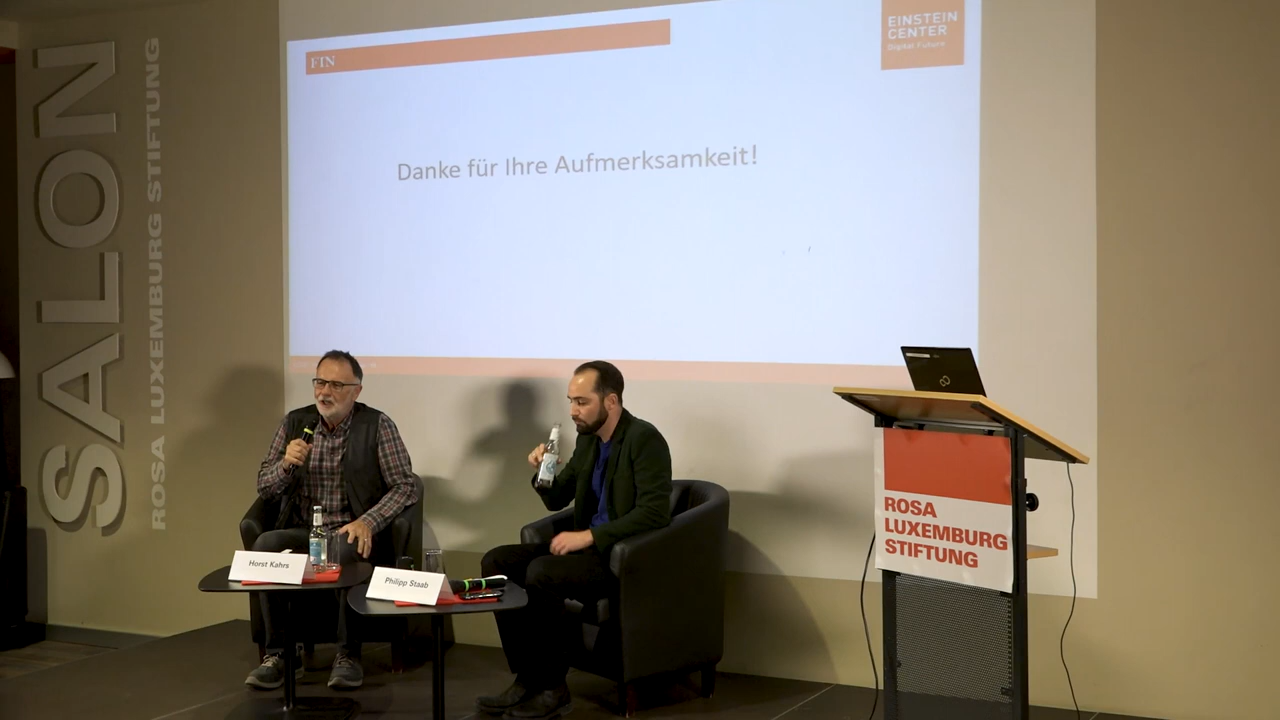 SALON
ROSA LUXEMBURG STIFTUNG
FIN
EINSTEIN
CENTER
Digital Future
Danke für Ihre Aufmerksamkeit!
Horst Kahrs
Philipp Staab
ROSA
LUXEMBURG
STIFTUNG